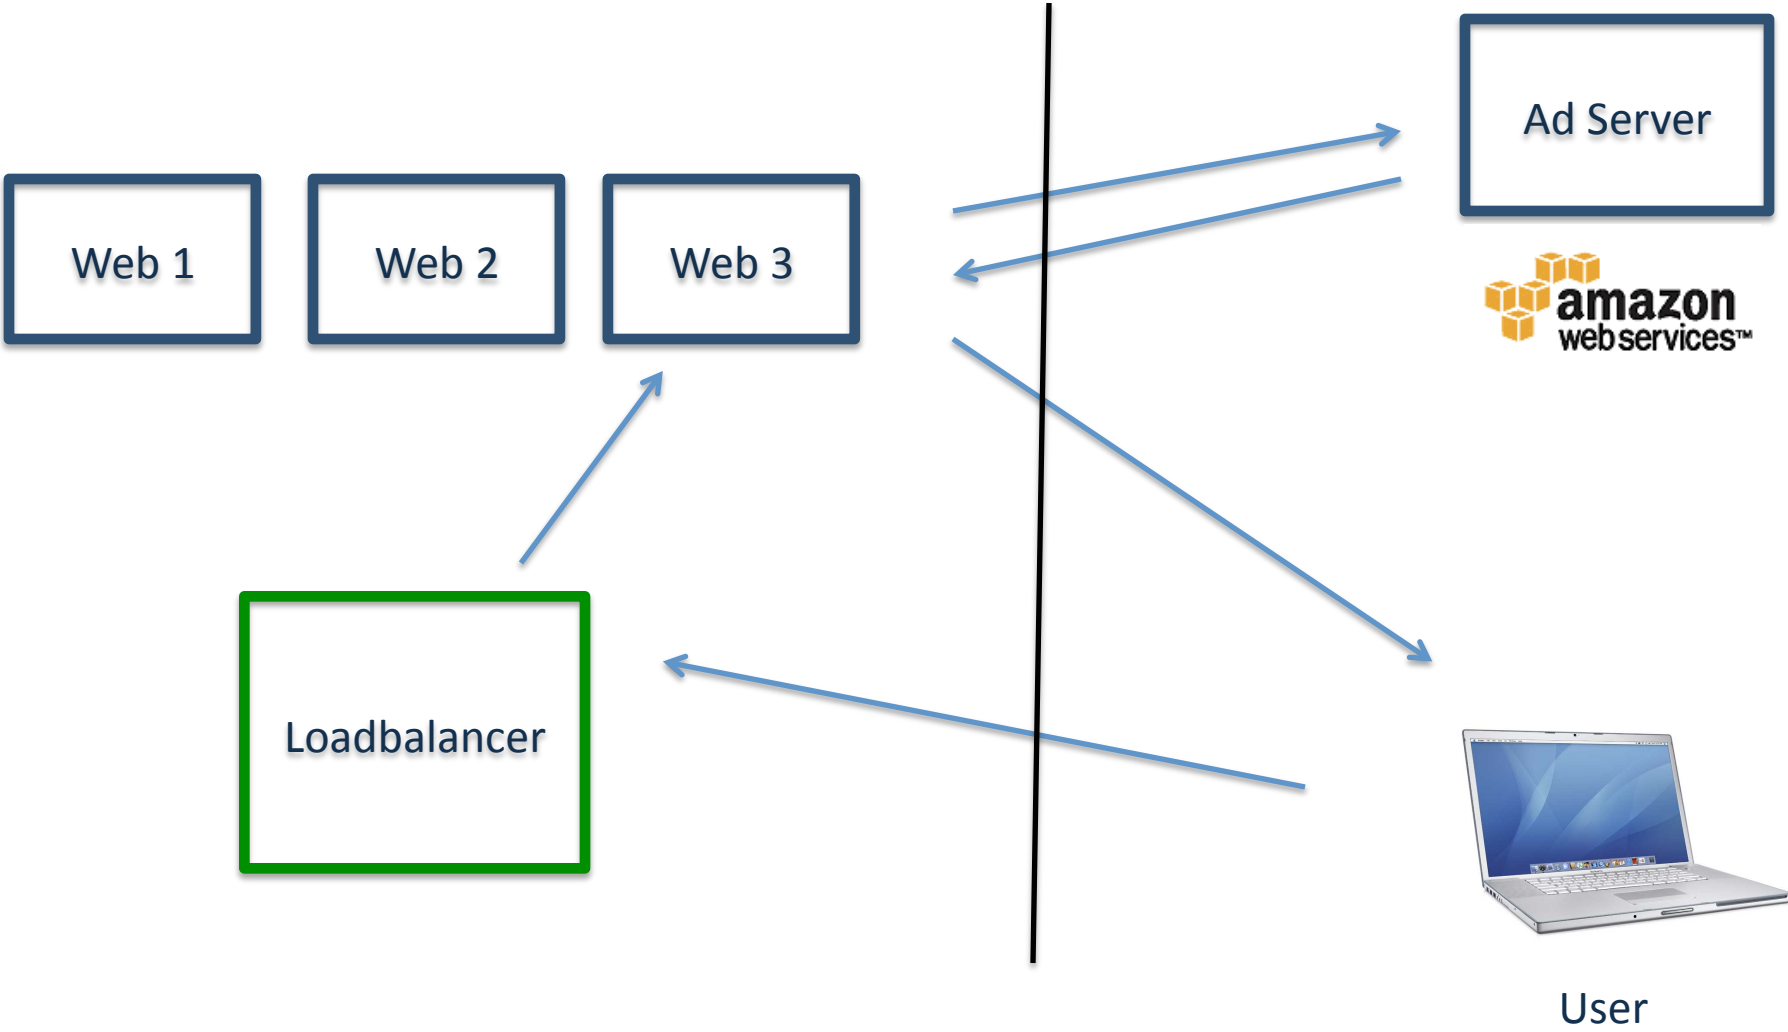 Ad Server
Web 1
Web 2
Web 3
amazon
webservices™
Loadbalancer
User